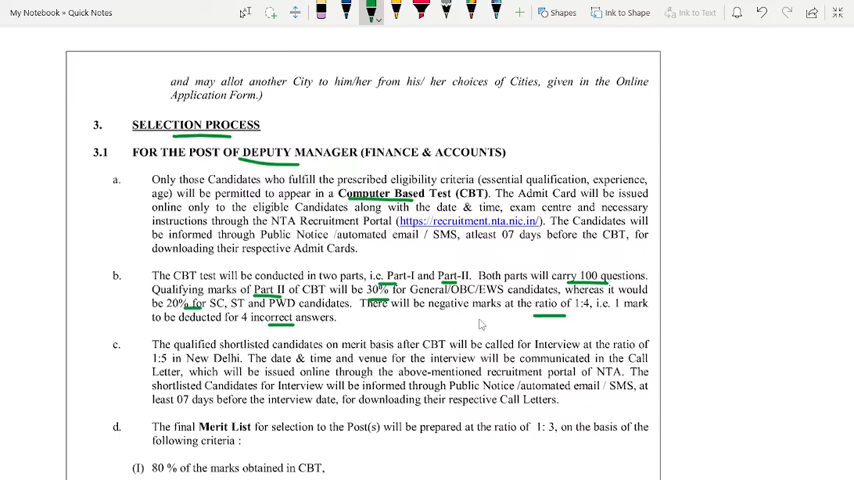 My Notebook » Quick Notes
Shapes
Ink to Shape
Ink to Text
and may allot another City to him/her from his/ her choices of Cities, given in the Online
Application Form.)
3. SELECTION PROCESS
3.1 FOR THE POST OF DEPUTY MANAGER (FINANCE & ACCOUNTS)
a. Only those Candidates who fulfill the prescribed eligibility criteria (essential qualification, experience,
age) will be permitted to appear in a Computer Based Test (CBT). The Admit Card will be issued
online only to the eligible Candidates along with the date & time, exam centre and necessary
instructions through the NTA Recruitment Portal (https://recruitment.nta.nic.in/). The Candidates will
be informed through Public Notice /automated email / SMS, atleast 07 days before the CBT, for
downloading their respective Admit Cards.
b. The CBT test will be conducted in two parts, i.e. Part-I and Part-II. Both parts will carry 100 questions.
Qualifying marks of Part II of CBT will be 30% for General/OBC/EWS candidates, whereas it would
be 20% for SC, ST and PWD candidates. There will be negative marks at the ratio of 1:4, i.e. 1 mark
to be deducted for 4 incorrect answers.
c. The qualified shortlisted candidates on merit basis after CBT will be called for Interview at the ratio of
1:5 in New Delhi. The date & time and venue for the interview will be communicated in the Call
Letter, which will be issued online through the above-mentioned recruitment portal of NTA. The
shortlisted Candidates for Interview will be informed through Public Notice /automated email / SMS, at
least 07 days before the interview date, for downloading their respective Call Letters.
d. The final Merit List for selection to the Post(s) will be prepared at the ratio of 1: 3, on the basis of the
following criteria :
(I) 80 % of the marks obtained in CBT,